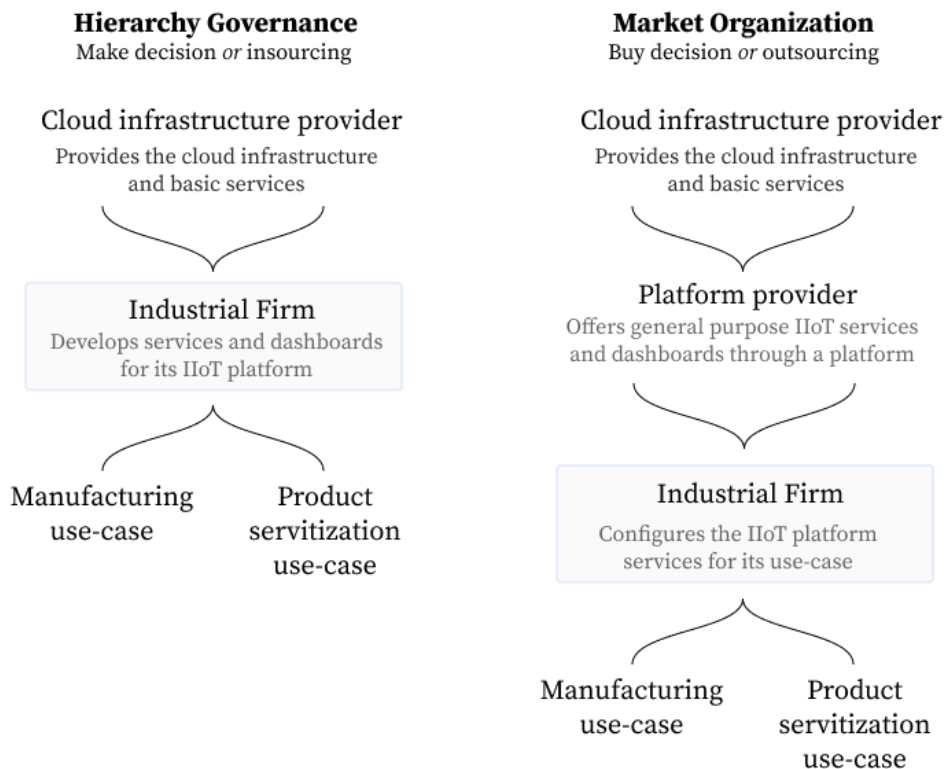 Hierarchy Governance
Make decision or insourcing
Cloud infrastructure provider
Provides the cloud infrastructure
and basic services
Industrial Firm
Develops services and dashboards
for its IIoT platform
Manufacturing
use-case
Product
servitization
use-case
Market Organization
Buy decision or outsourcing
Cloud infrastructure provider
Provides the cloud infrastructure
and basic services
Platform provider
Offers general purpose IIoT services
and dashboards through a platform
Industrial Firm
Configures the IIoT platform
services for its use-case
Manufacturing
use-case
Product
servitization
use-case